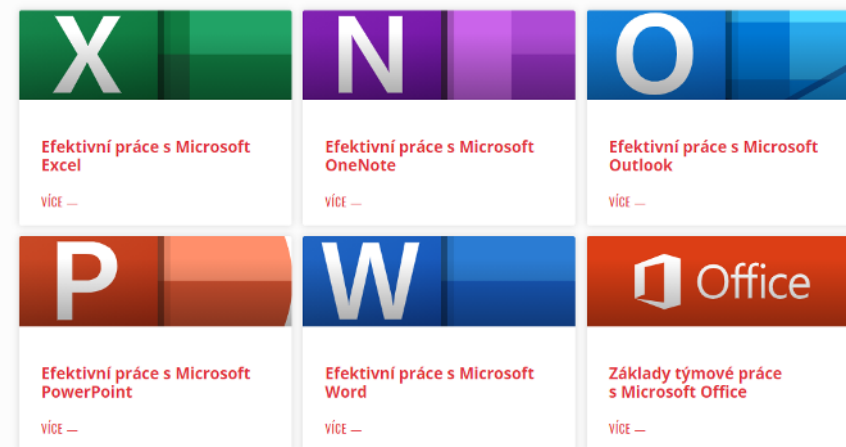 X
N
O
Efektivní práce s Microsoft
Excel
VÍCE —
Efektivní práce s Microsoft
OneNote
VÍCE —
Efektivní práce s Microsoft
Outlook
VÍCE —
P
W
Office
Efektivní práce s Microsoft
PowerPoint
VÍCE —
Efektivní práce s Microsoft
Word
VÍCE —
Základy týmové práce
s Microsoft Office
VÍCE —